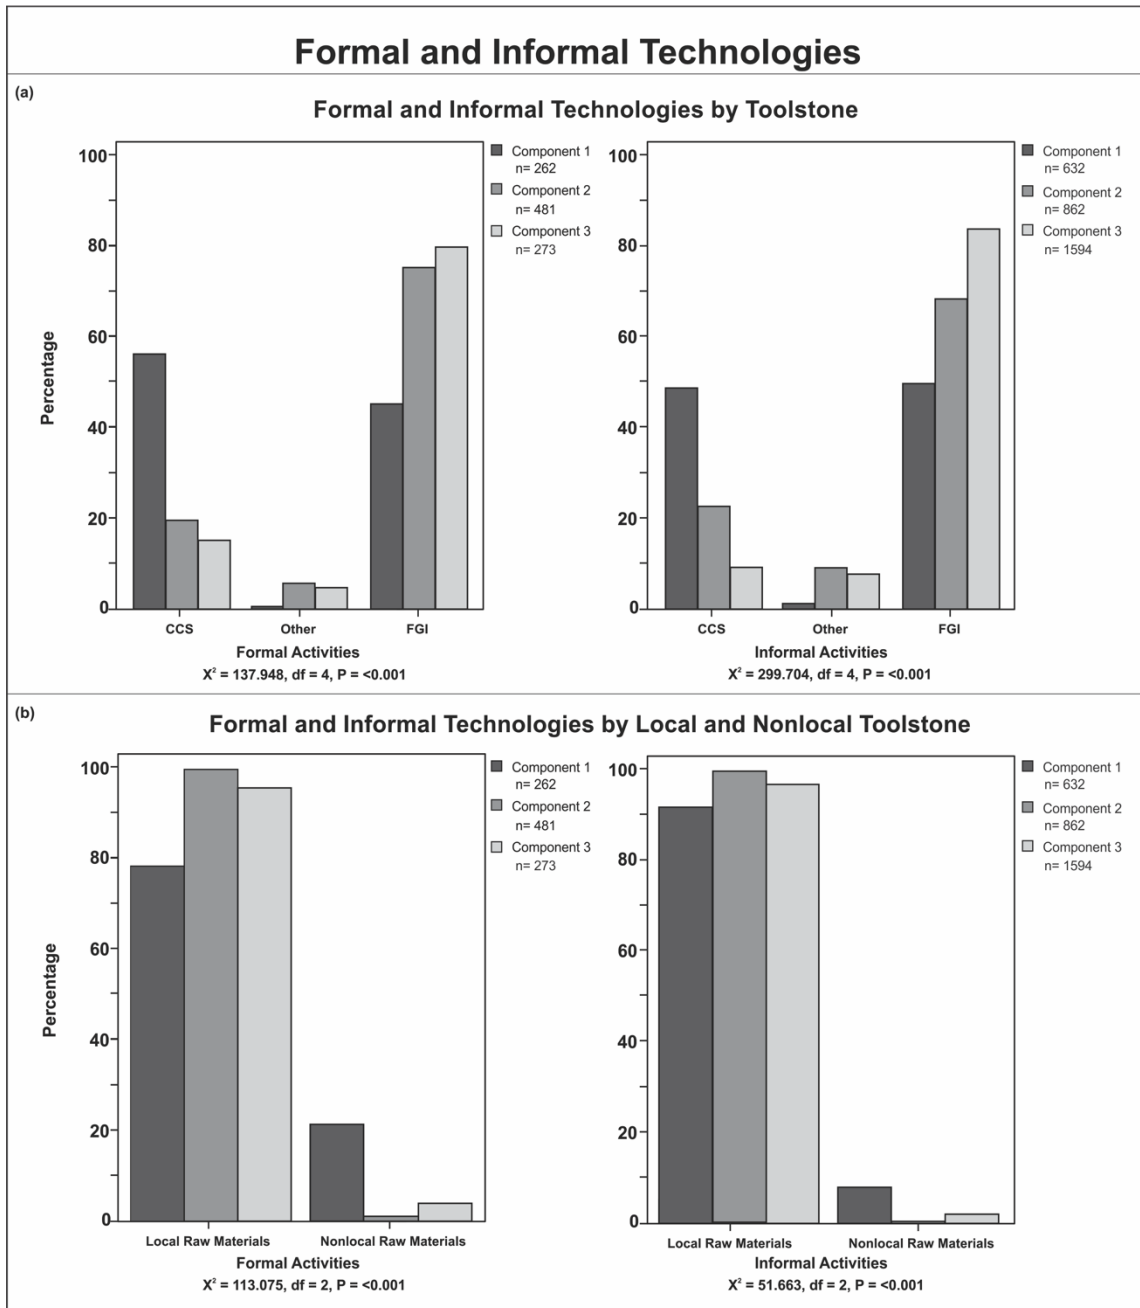 Formal and Informal Technologies
(a)
Formal and Informal Technologies by Toolstone
100
80
60
40
20
0
Percentage
CCS
Other
FGI
Formal Activities
X² = 137.948, df = 4, P = <0.001
Component 1
n= 262
Component 2
n= 481
Component 3
n= 273
100
80
60
40
20
0
CCS
Other
FGI
Informal Activities
X² = 299.704, df = 4, P = <0.001
Component 1
n= 632
Component 2
n= 862
Component 3
n= 1594
(b)
Formal and Informal Technologies by Local and Nonlocal Toolstone
100
80
60
40
20
0
Percentage
Local Raw Materials
Nonlocal Raw Materials
Formal Activities
X² = 113.075, df = 2, P = <0.001
Component 1
n= 262
Component 2
n= 481
Component 3
n= 273
100
80
60
40
20
0
Local Raw Materials
Nonlocal Raw Materials
Informal Activities
X² = 51.663, df = 2, P = <0.001
Component 1
n= 632
Component 2
n= 862
Component 3
n= 1594